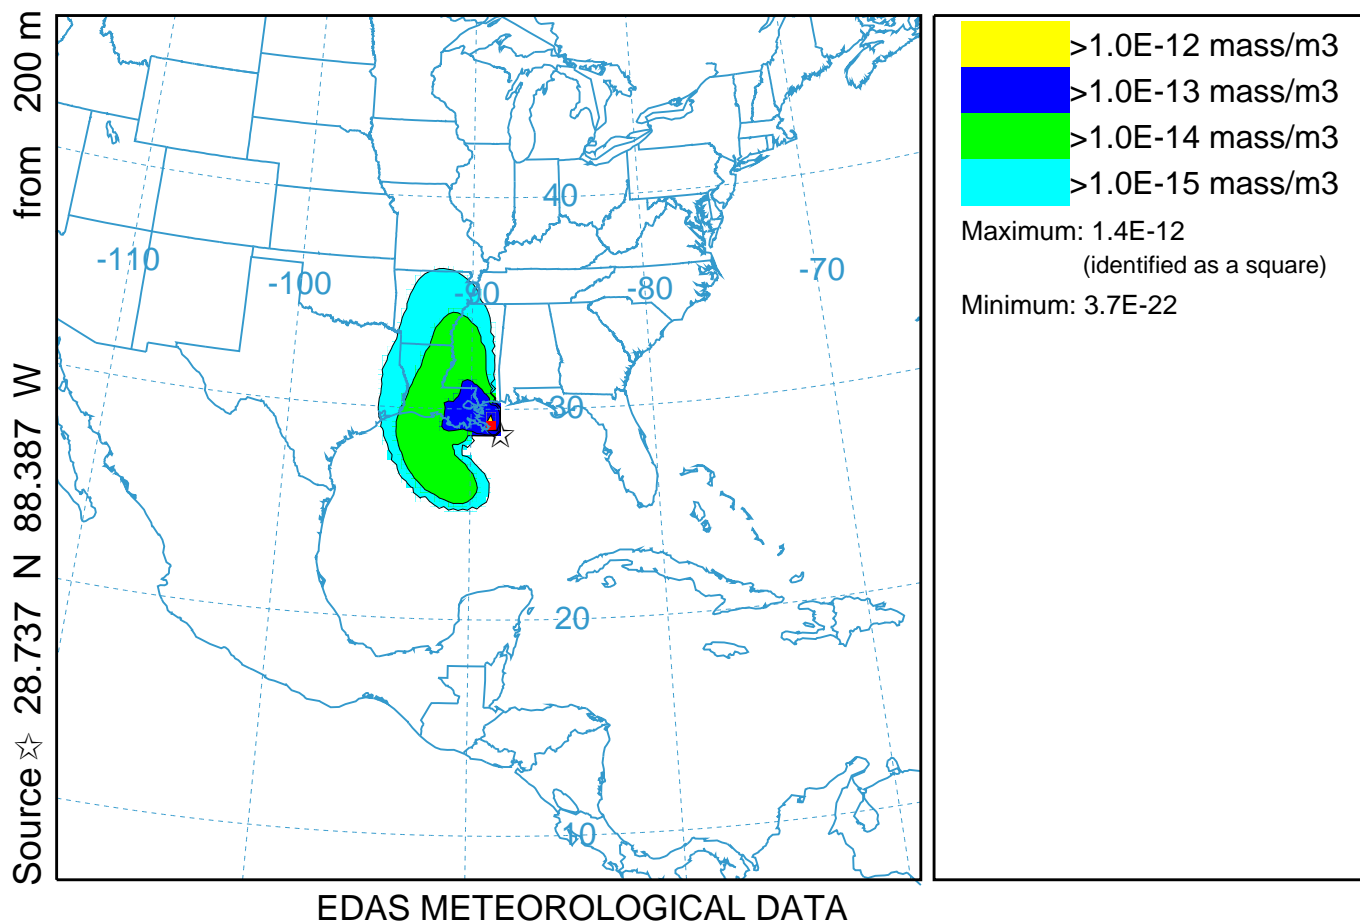 Source ☆ 28.737 N 88.387 W from 200 m
-110
-100
-90
-80
-70
40
30
20
10
EDAS METEOROLOGICAL DATA
>1.0E-12 mass/m3
>1.0E-13 mass/m3
>1.0E-14 mass/m3
>1.0E-15 mass/m3
Maximum: 1.4E-12
(identified as a square)
Minimum: 3.7E-22